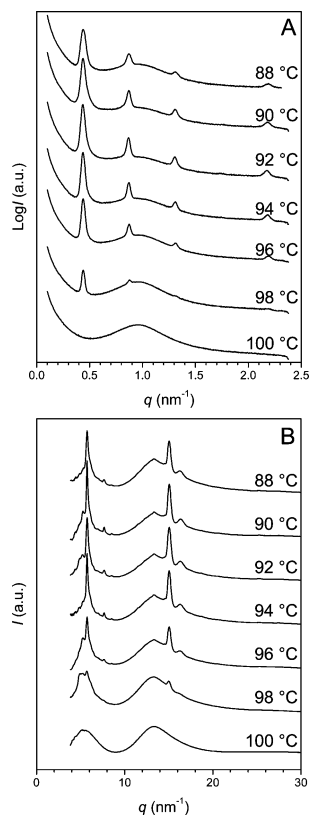 A
88 °C
90 °C
92 °C
94 °C
96 °C
98 °C
100 °C
LogI (a.u.)
0.0 0.5 1.0 1.5 2.0 2.5
q (nm⁻¹)
B
88 °C
90 °C
92 °C
94 °C
96 °C
98 °C
100 °C
I (a.u.)
0 10 20 30
q (nm⁻¹)